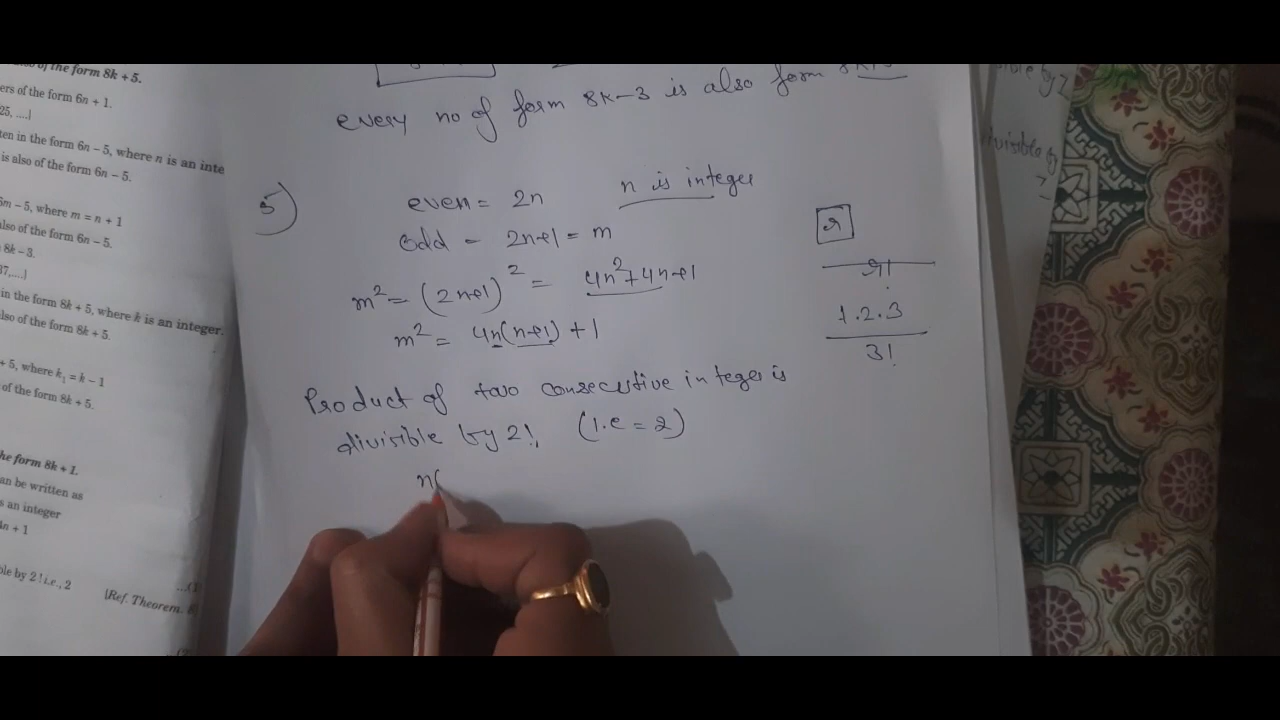 also of the form 8k + 5.
ers of the form 6n + 1.
25, ....}
ten in the form 6n – 5, where n is an inte
is also of the form 6n – 5.
6m – 5, where m = n + 1
also of the form 6n – 5.
8k – 3.
37,....}
in the form 8k + 5, where k is an integer.
lso of the form 8k + 5.
+ 5, where k₁ = k – 1
of the form 8k + 5.
he form 8k + 1.
an be written as
s an integer
4n + 1
ble by 2 ! i.e., 2
[Ref. Theorem.
every no of form 8k-3 is also form
5)
even = 2n n is integer
odd = 2n+1 = m
m² = (2n+1)² = 4n²+4n+1
m² = 4n(n+1) + 1
Product of two consecutive integer is
divisible by 2!, (i.e = 2)
n(
r
r!
1.2.3
3!
divisible by